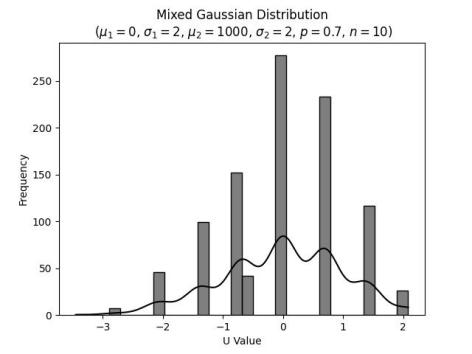 Mixed Gaussian Distribution
(μ₁ = 0, σ₁ = 2, μ₂ = 1000, σ₂ = 2, p = 0.7, n = 10)
250
200
150
100
50
0
Frequency
−3 −2 −1 0 1 2
U Value